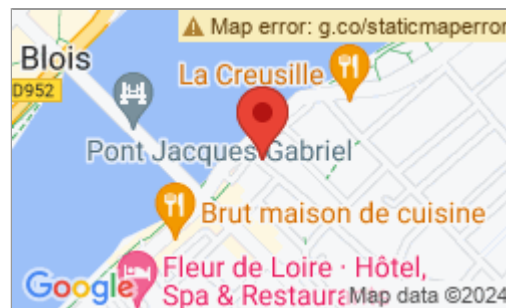 Map error: g.co/staticmaperror
Blois
La Creusille
D952
Pont Jacques Gabriel
Brut maison de cuisine
Fleur de Loire · Hôtel,
Spa & Restaura
Google
Map data ©2024